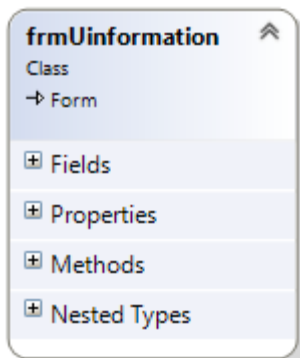 frmUinformation
Class
Form
Fields
Properties
Methods
Nested Types